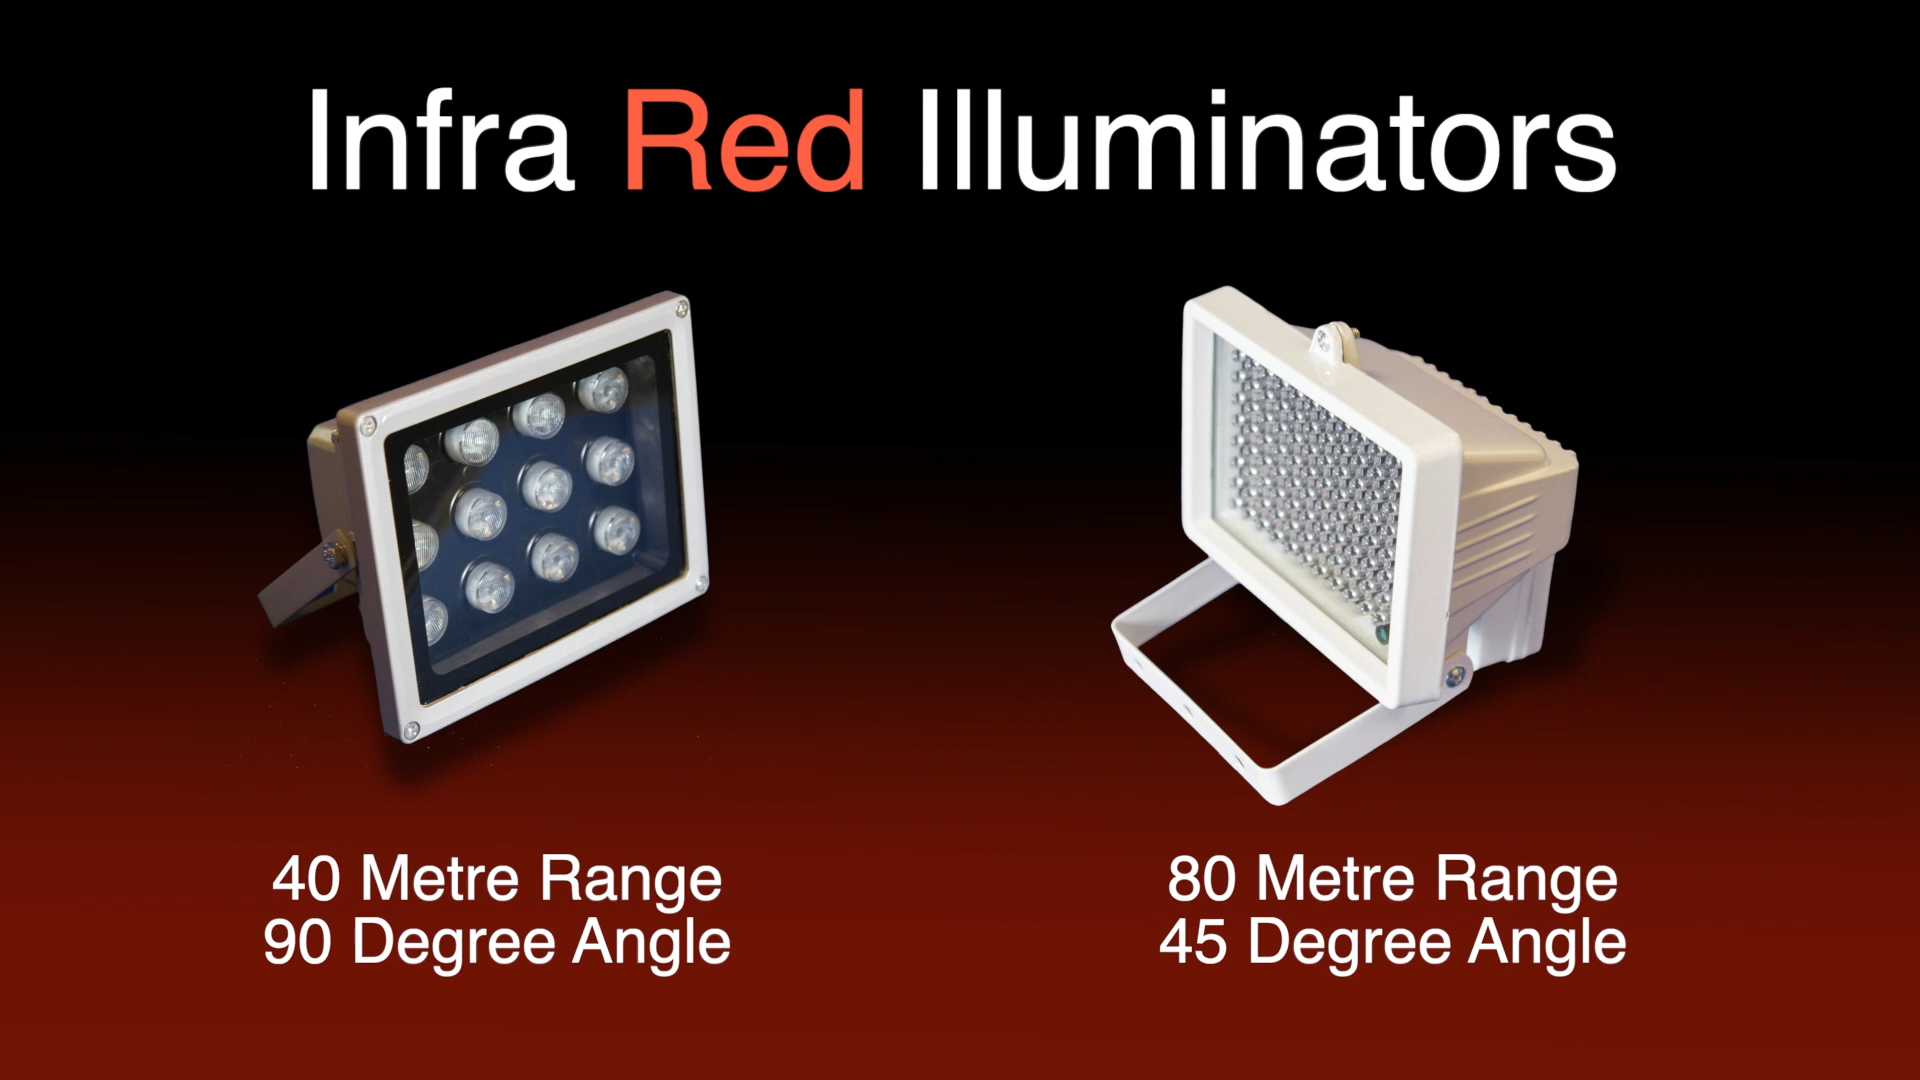 Infra Red Illuminators
40 Metre Range
90 Degree Angle
80 Metre Range
45 Degree Angle